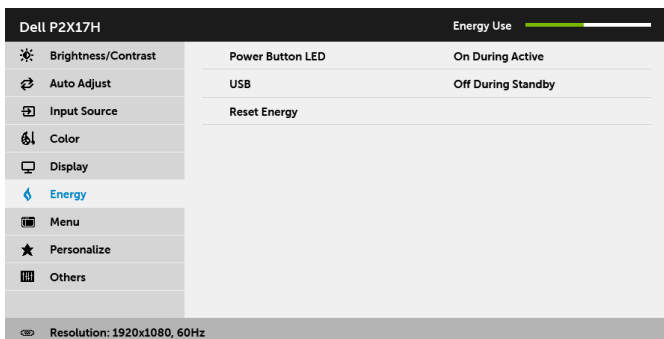 Dell P2X17H Energy Use
Brightness/Contrast Power Button LED On During Active
Auto Adjust USB Off During Standby
Input Source Reset Energy
Color
Display
Energy
Menu
Personalize
Others
Resolution: 1920x1080, 60Hz